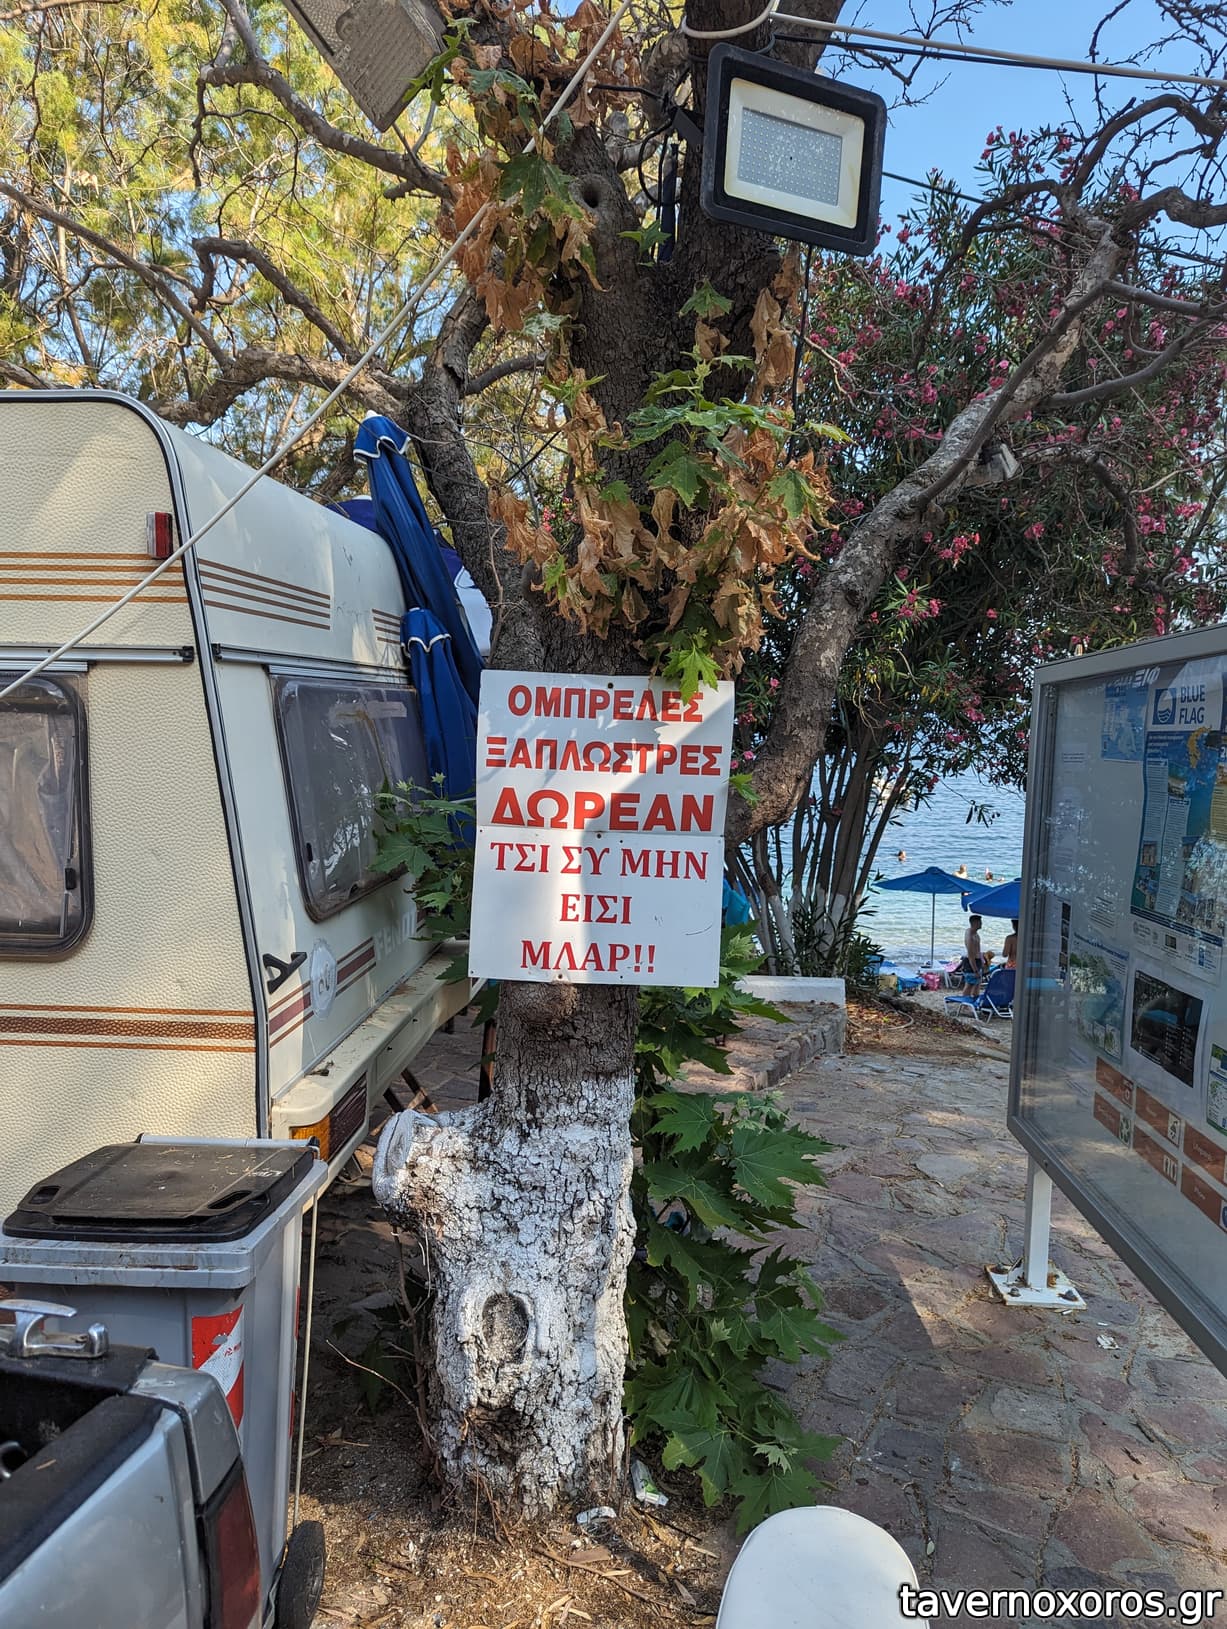 ΟΜΠΡΕΛΕΣ
ΞΑΠΛΩΣΤΡΕΣ
ΔΩΡΕΑΝ
ΤΣΙ ΣΥ ΜΗΝ
ΕΙΣΙ
ΜΛΑΡ!!
BLUE
FLAG
tavernoxoros.gr